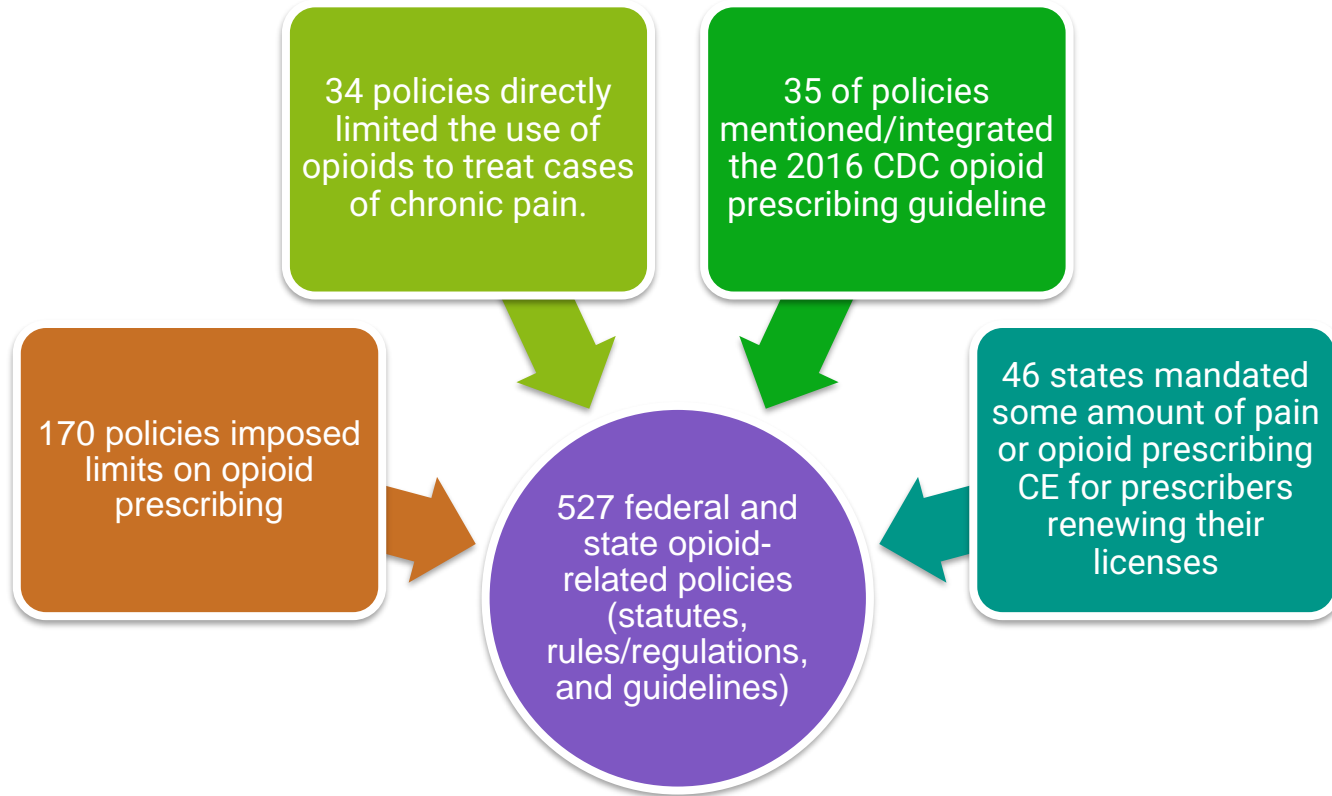 34 policies directly
limited the use of
opioids to treat cases
of chronic pain.
35 of policies
mentioned/integrated
the 2016 CDC opioid
prescribing guideline
170 policies imposed
limits on opioid
prescribing
46 states mandated
some amount of pain
or opioid prescribing
CE for prescribers
renewing their
licenses
527 federal and
state opioid-
related policies
(statutes,
rules/regulations,
and guidelines)